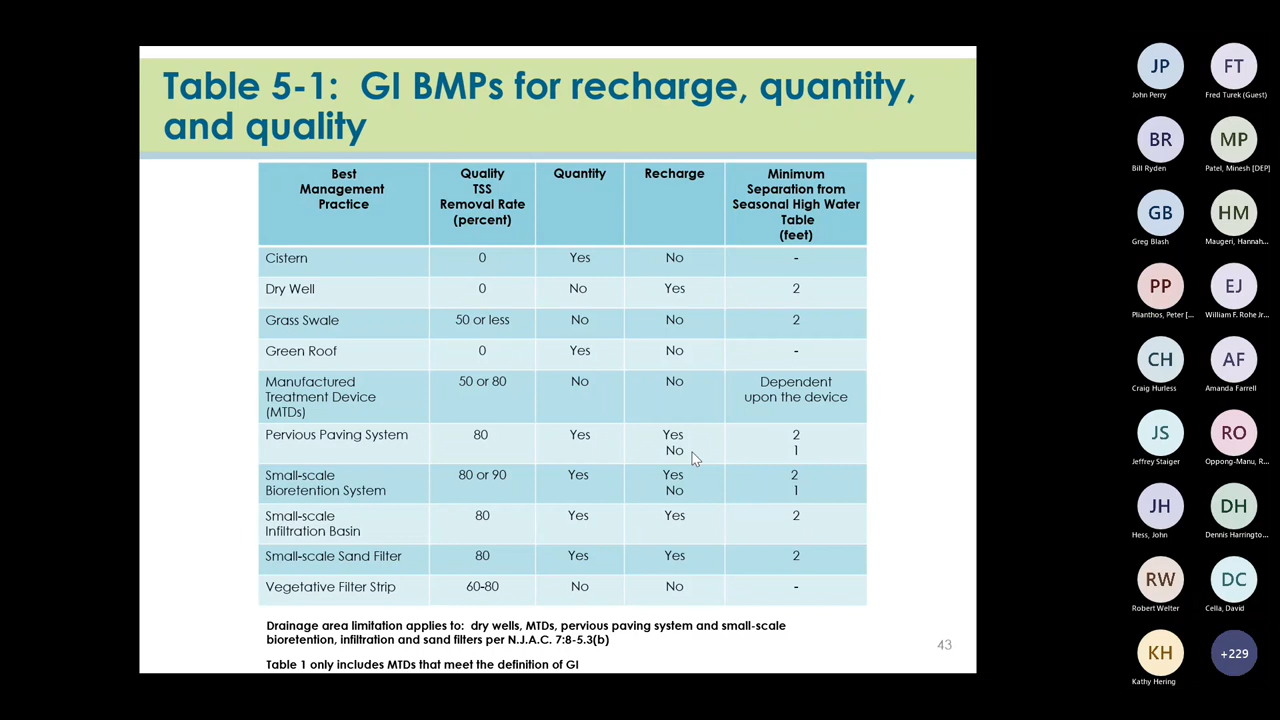 Table 5-1: GI BMPs for recharge, quantity,
and quality
Best
Management
Practice
Quality
TSS
Removal Rate
(percent)
Quantity
Recharge
Minimum
Separation from
Seasonal High Water
Table
(feet)
Cistern 0 Yes No -
Dry Well 0 No Yes 2
Grass Swale 50 or less No No 2
Green Roof 0 Yes No -
Manufactured
Treatment Device
(MTDs)
50 or 80 No No Dependent
upon the device
Pervious Paving System 80 Yes Yes 2
No 1
Small-scale
Bioretention System
80 or 90 Yes Yes 2
No 1
Small-scale
Infiltration Basin
80 Yes Yes 2
Small-scale Sand Filter 80 Yes Yes 2
Vegetative Filter Strip 60-80 No No -
Drainage area limitation applies to: dry wells, MTDs, pervious paving system and small-scale
bioretention, infiltration and sand filters per N.J.A.C. 7:8-5.3(b)
Table 1 only includes MTDs that meet the definition of GI
43
JP FT
John Perry Fred Turek (Guest)
BR MP
Bill Ryden Patel, Minesh [DEP]
GB HM
Greg Blash Maugeri, Hannah...
PP EJ
Plianthos, Peter [... William F. Rohe Jr...
CH AF
Craig Hurless Amanda Farrell
JS RO
Jeffrey Staiger Oppong-Manu, R...
JH DH
Hess, John Dennis Harringto...
RW DC
Robert Welter Cella, David
KH +229
Kathy Hering